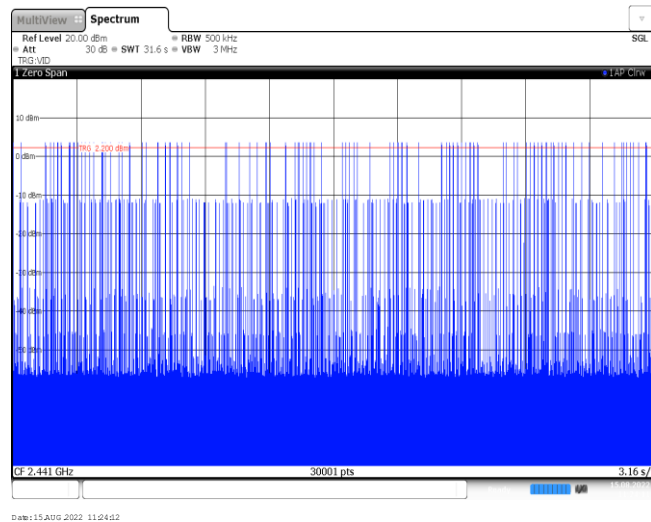 MultiView Spectrum
Ref Level 20.00 dBm RBW 500 kHz SGL
Att 30 dB SWT 31.6 s VBW 3 MHz
TRG:VID
1 Zero Span 1AP Clrw
10 dBm
TRG 2.200 dBm
0 dBm
-10 dBm
-20 dBm
-30 dBm
-40 dBm
-50 dBm
CF 2.441 GHz 30001 pts 3.16 s/
15.08.2022
Date: 15.AUG.2022 11:24:12